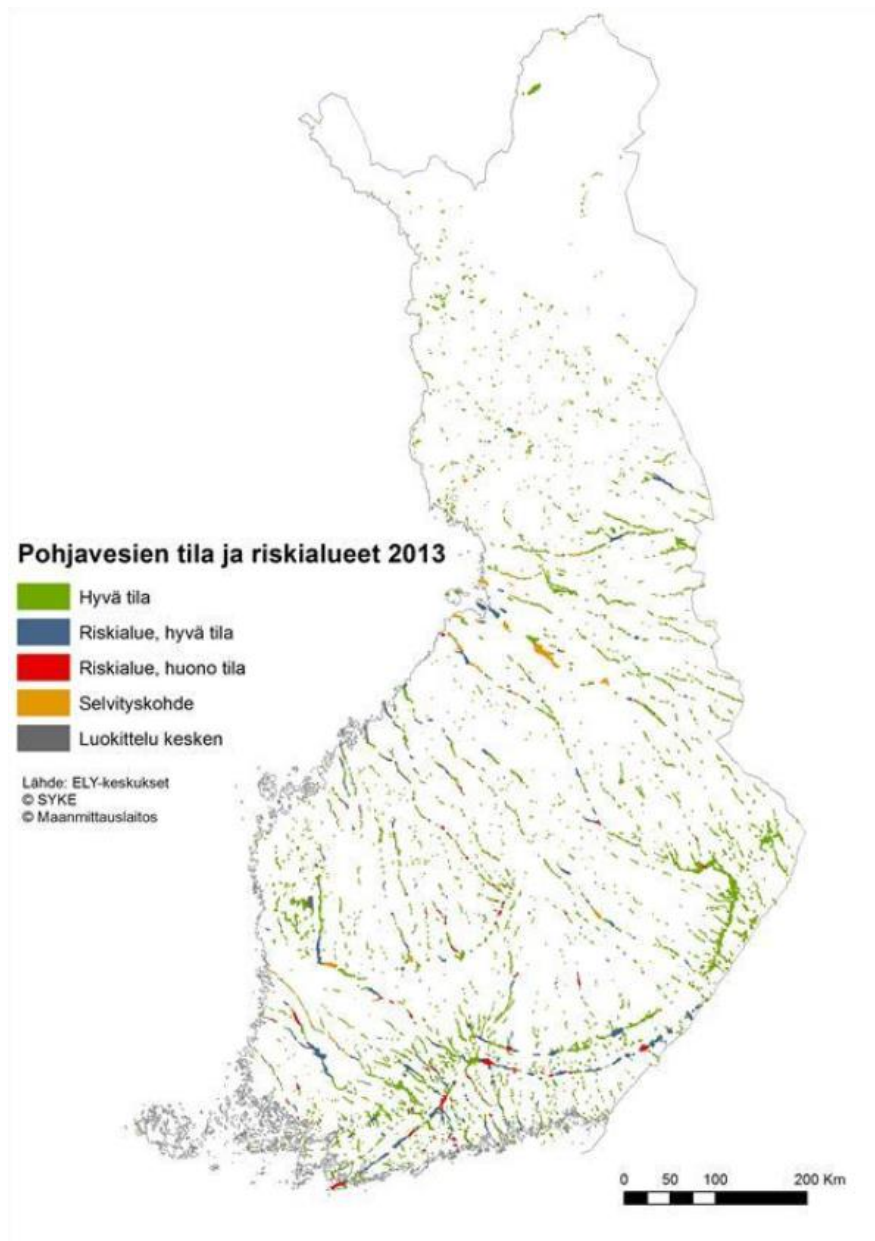 Pohjavesien tila ja riskialueet 2013
Hyvä tila
Riskialue, hyvä tila
Riskialue, huono tila
Selvityskohde
Luokittelu kesken
Lähde: ELY-keskukset
© SYKE
© Maanmittauslaitos
0 50 100 200 Km